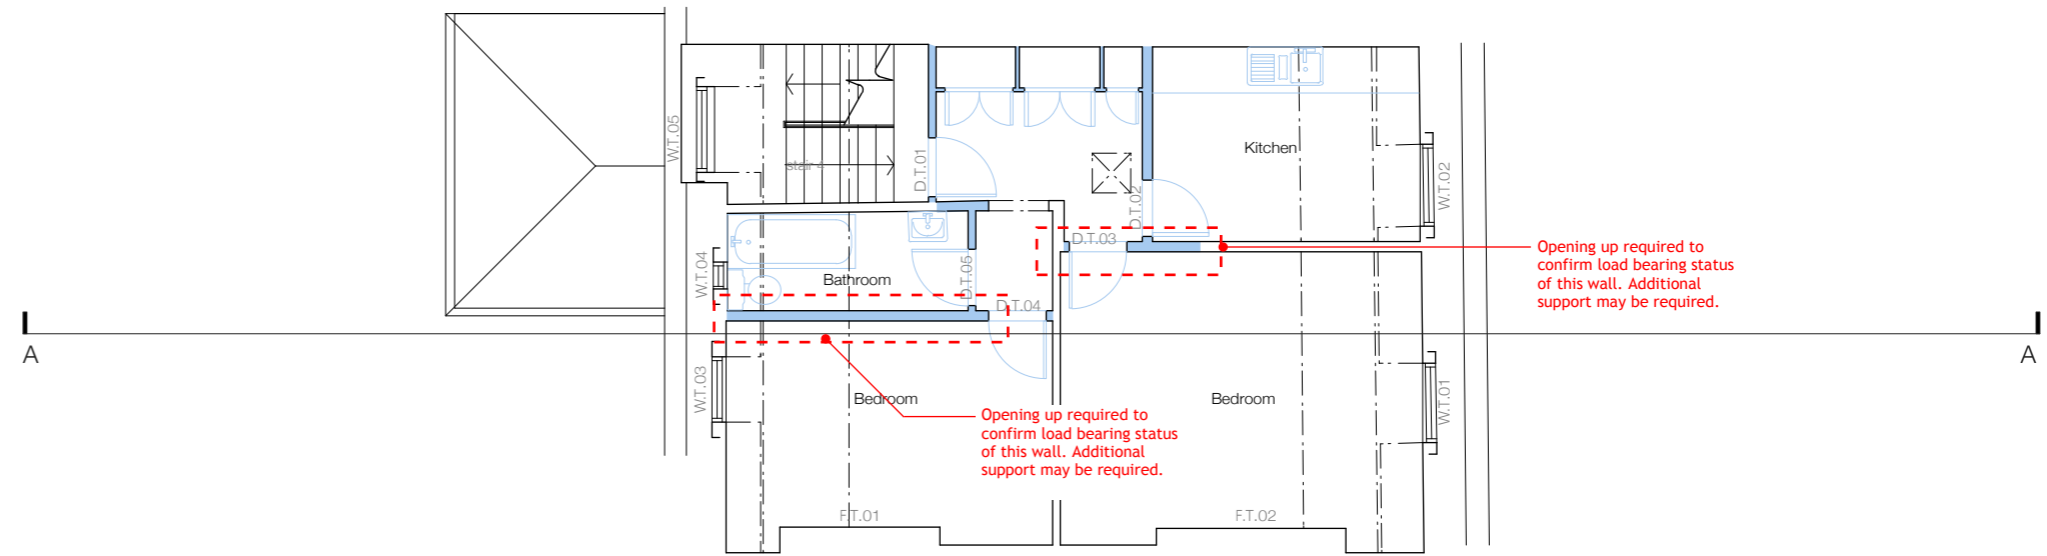 W.T.05
stair 4
D.T.01
Kitchen
W.T.02
D.T.02
D.T.03
Opening up required to
confirm load bearing status
of this wall. Additional
support may be required.
W.T.04
Bathroom
D.T.05
D.T.04
A
A
W.T.03
Bedroom
Bedroom
W.T.01
Opening up required to
confirm load bearing status
of this wall. Additional
support may be required.
F.T.01
F.T.02